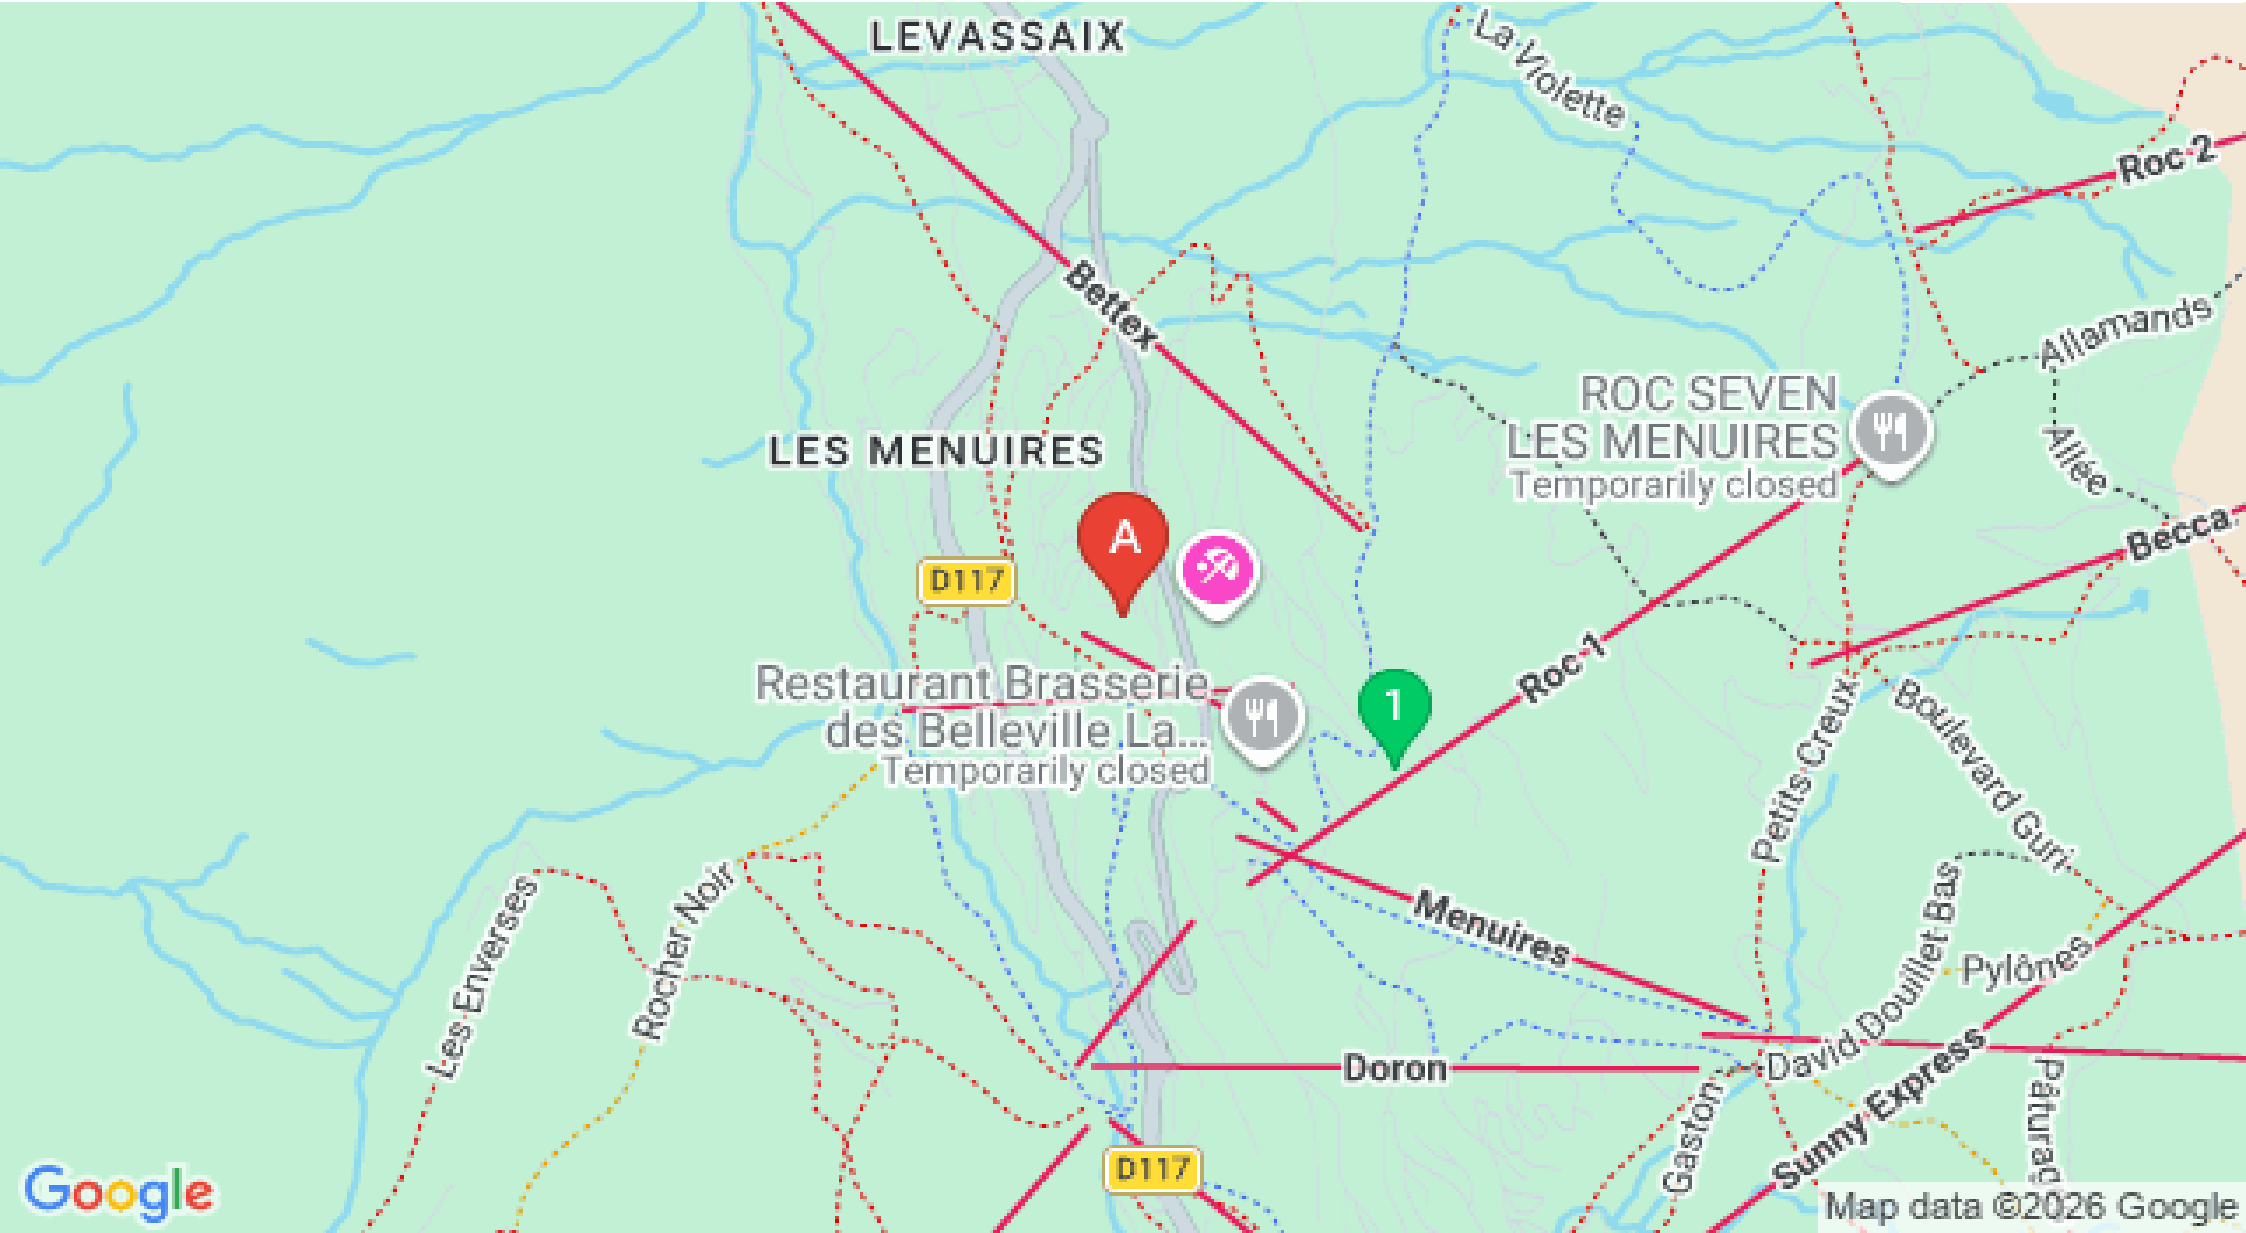 LEVASSAIX
La Violette
Roc 2
Bettex
Allamands
ROC SEVEN
LES MENUIRES
Temporarily closed
LES MENUIRES
Allée
A
Becca
D117
Roc 1
Restaurant Brasserie
des Belleville La...
Temporarily closed
1
Petits Creux
Boulevard Guri
Les Enverses
Rocher Noir
Menuires
David Douillet Bas
Pylônes
Doron
Sunny Express
Gaston
Pâturag
D117
Google
Map data ©2026 Google